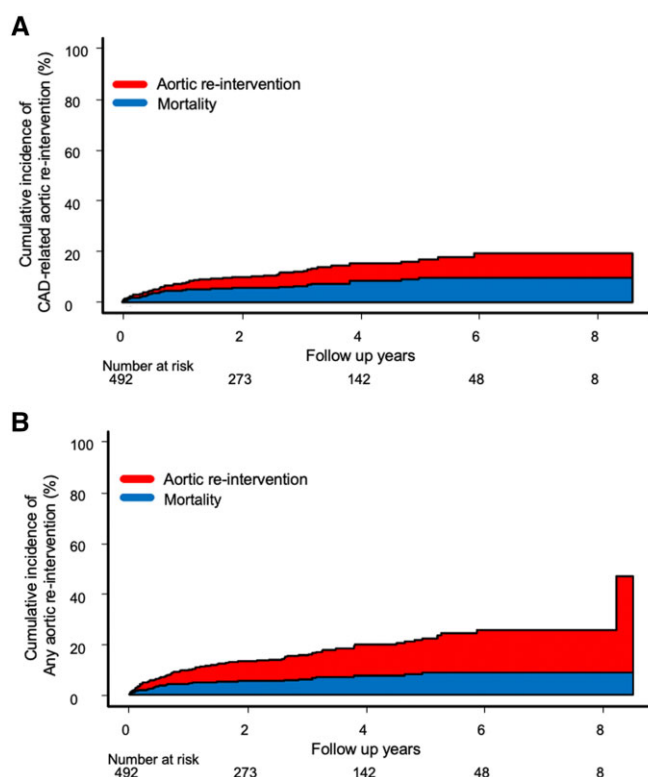 A
Cumulative incidence of
CAD-related aortic re-intervention (%)
100
80
60
40
20
0
Aortic re-intervention
Mortality
0 2 4 6 8
Follow up years
Number at risk
492 273 142 48 8
B
Cumulative incidence of
Any aortic re-intervention (%)
100
80
60
40
20
0
Aortic re-intervention
Mortality
0 2 4 6 8
Follow up years
Number at risk
492 273 142 48 8